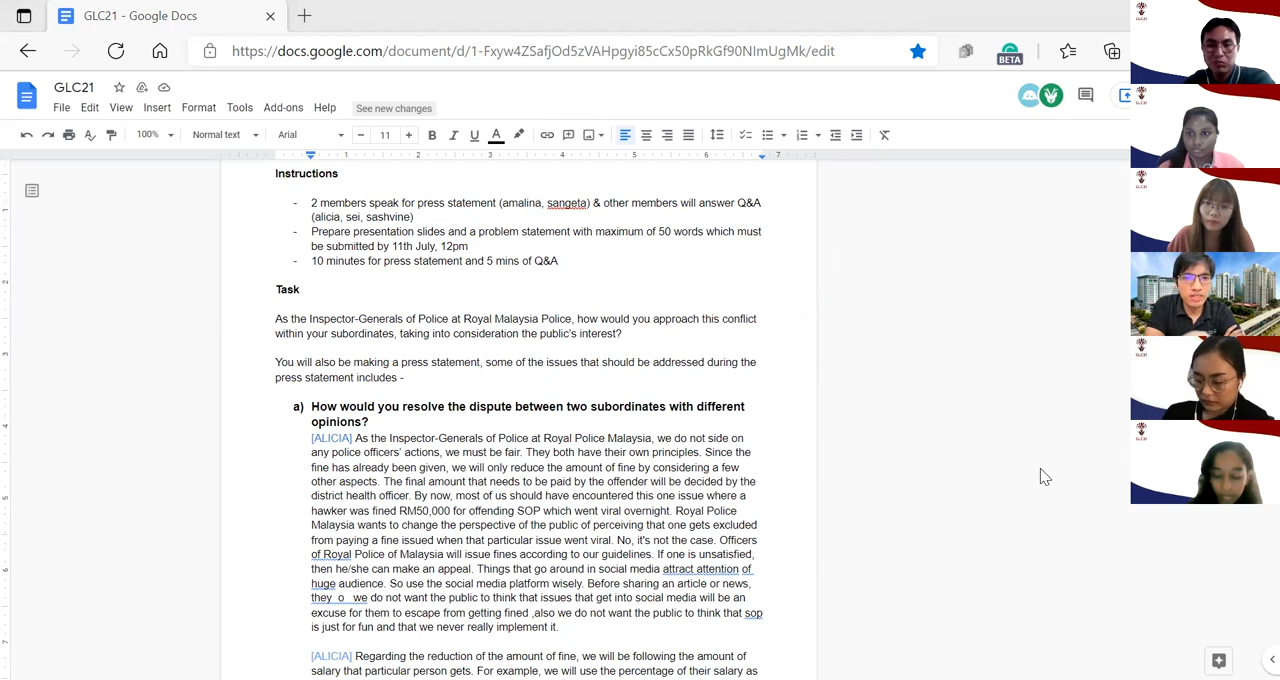 GLC21 - Google Docs
https://docs.google.com/document/d/1-Fxyw4ZSafjOd5zVAHpgyi85cCx50pRkGf90NImUgMk/edit
BETA
GLC21
File Edit View Insert Format Tools Add-ons Help See new changes
100% Normal text Arial 11 B I U A
1 2 3 4 5 6 7
Instructions
- 2 members speak for press statement (amalina, sangeta) & other members will answer Q&A
(alicia, sei, sashvine)
- Prepare presentation slides and a problem statement with maximum of 50 words which must
be submitted by 11th July, 12pm
- 10 minutes for press statement and 5 mins of Q&A
Task
As the Inspector-Generals of Police at Royal Malaysia Police, how would you approach this conflict
within your subordinates, taking into consideration the public's interest?
You will also be making a press statement, some of the issues that should be addressed during the
press statement includes -
a) How would you resolve the dispute between two subordinates with different
opinions?
[ALICIA] As the Inspector-Generals of Police at Royal Police Malaysia, we do not side on
any police officers' actions, we must be fair. They both have their own principles. Since the
fine has already been given, we will only reduce the amount of fine by considering a few
other aspects. The final amount that needs to be paid by the offender will be decided by the
district health officer. By now, most of us should have encountered this one issue where a
hawker was fined RM50,000 for offending SOP which went viral overnight. Royal Police
Malaysia wants to change the perspective of the public of perceiving that one gets excluded
from paying a fine issued when that particular issue went viral. No, it's not the case. Officers
of Royal Police of Malaysia will issue fines according to our guidelines. If one is unsatisfied,
then he/she can make an appeal. Things that go around in social media attract attention of
huge audience. So use the social media platform wisely. Before sharing an article or news,
they o we do not want the public to think that issues that get into social media will be an
excuse for them to escape from getting fined ,also we do not want the public to think that sop
is just for fun and that we never really implement it.
[ALICIA] Regarding the reduction of the amount of fine, we will be following the amount of
salary that particular person gets. For example, we will use the percentage of their salary as